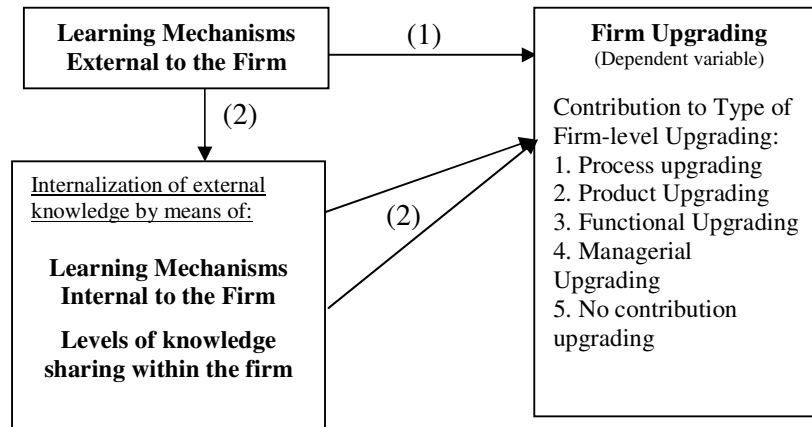 Learning Mechanisms
External to the Firm
(1)
Firm Upgrading
(Dependent variable)
Contribution to Type of
Firm-level Upgrading:
1. Process upgrading
2. Product Upgrading
3. Functional Upgrading
4. Managerial
Upgrading
5. No contribution
upgrading
(2)
Internalization of external
knowledge by means of:
Learning Mechanisms
Internal to the Firm
Levels of knowledge
sharing within the firm
(2)